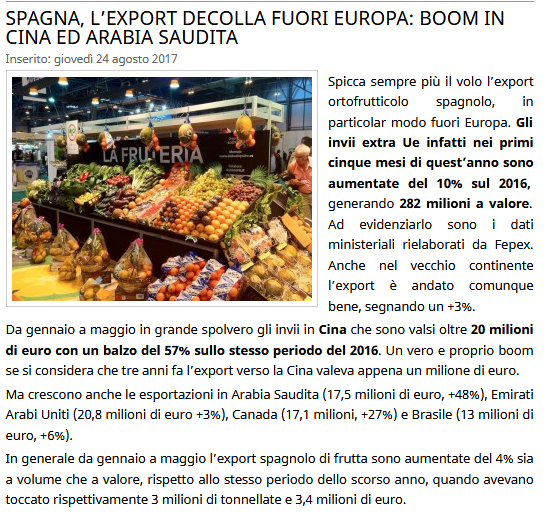 SPAGNA, L'EXPORT DECOLLA FUORI EUROPA: BOOM IN
CINA ED ARABIA SAUDITA
Inserito: giovedì 24 agosto 2017
LA FRUTERIA
Spicca sempre più il volo l'export
ortofrutticolo spagnolo, in
particolar modo fuori Europa. Gli
invii extra Ue infatti nei primi
cinque mesi di quest'anno sono
aumentate del 10% sul 2016,
generando 282 milioni a valore.
Ad evidenziarlo sono i dati
ministeriali rielaborati da Fepex.
Anche nel vecchio continente
l'export è andato comunque
bene, segnando un +3%.
Da gennaio a maggio in grande spolvero gli invii in Cina che sono valsi oltre 20 milioni
di euro con un balzo del 57% sullo stesso periodo del 2016. Un vero e proprio boom
se si considera che tre anni fa l'export verso la Cina valeva appena un milione di euro.
Ma crescono anche le esportazioni in Arabia Saudita (17,5 milioni di euro, +48%), Emirati
Arabi Uniti (20,8 milioni di euro +3%), Canada (17,1 milioni, +27%) e Brasile (13 milioni di
euro, +6%).
In generale da gennaio a maggio l'export spagnolo di frutta sono aumentate del 4% sia
a volume che a valore, rispetto allo stesso periodo dello scorso anno, quando avevano
toccato rispettivamente 3 milioni di tonnellate e 3,4 milioni di euro.